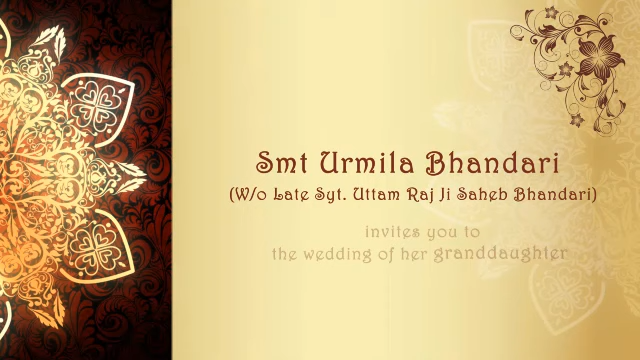 Smt Urmila Bhandari
(W/o Late Syt. Uttam Raj Ji Saheb Bhandari)
invites you to
the wedding of her granddaughter